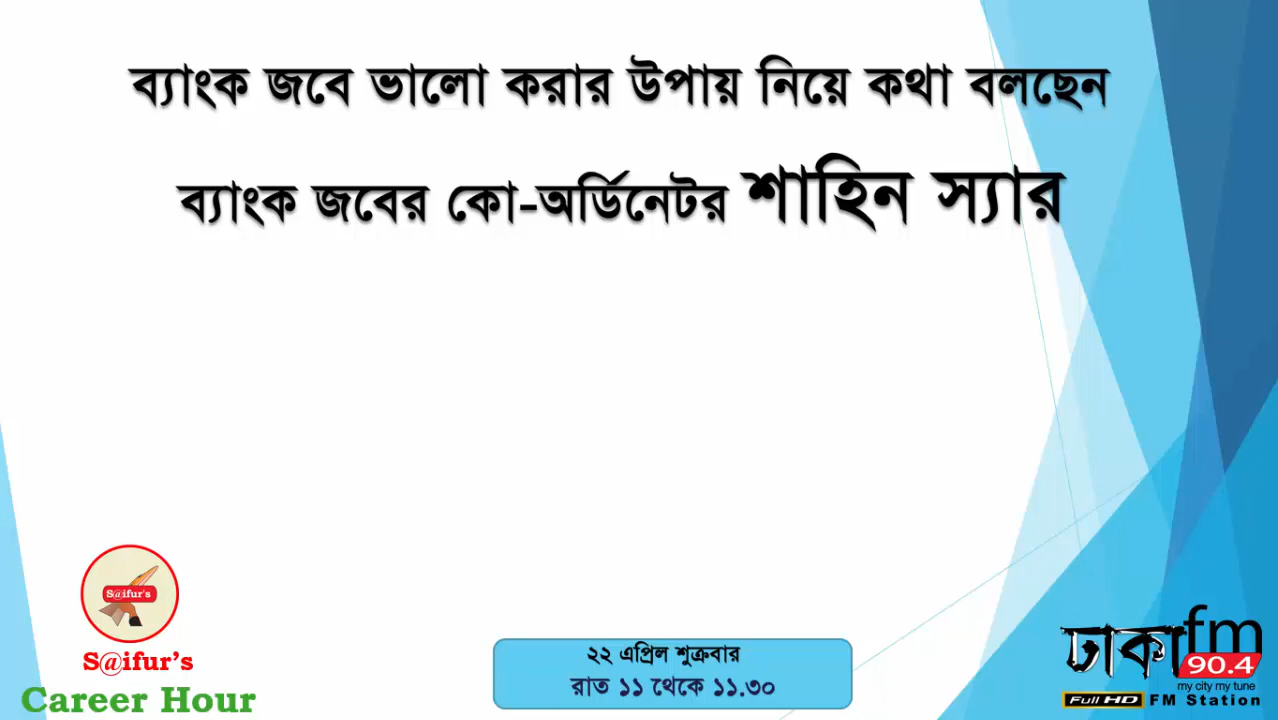 ব্যাংক জবে ভালো করার উপায় নিয়ে কথা বলছেন
ব্যাংক জবের কো-অর্ডিনেটর শাহিন স্যার
S@ifur's
S@ifur's
Career Hour
২২ এপ্রিল শুক্রবার
রাত ১১ থেকে ১১.৩০
ঢাকা fm
90.4
my city my tune
Full HD FM Station